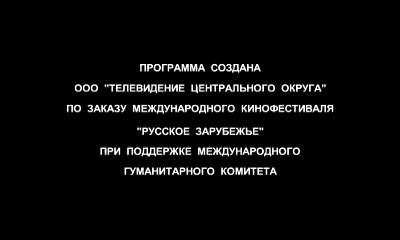 ПРОГРАММА СОЗДАНА
ООО "ТЕЛЕВИДЕНИЕ ЦЕНТРАЛЬНОГО ОКРУГА"
ПО ЗАКАЗУ МЕЖДУНАРОДНОГО КИНОФЕСТИВАЛЯ
"РУССКОЕ ЗАРУБЕЖЬЕ"
ПРИ ПОДДЕРЖКЕ МЕЖДУНАРОДНОГО
ГУМАНИТАРНОГО КОМИТЕТА